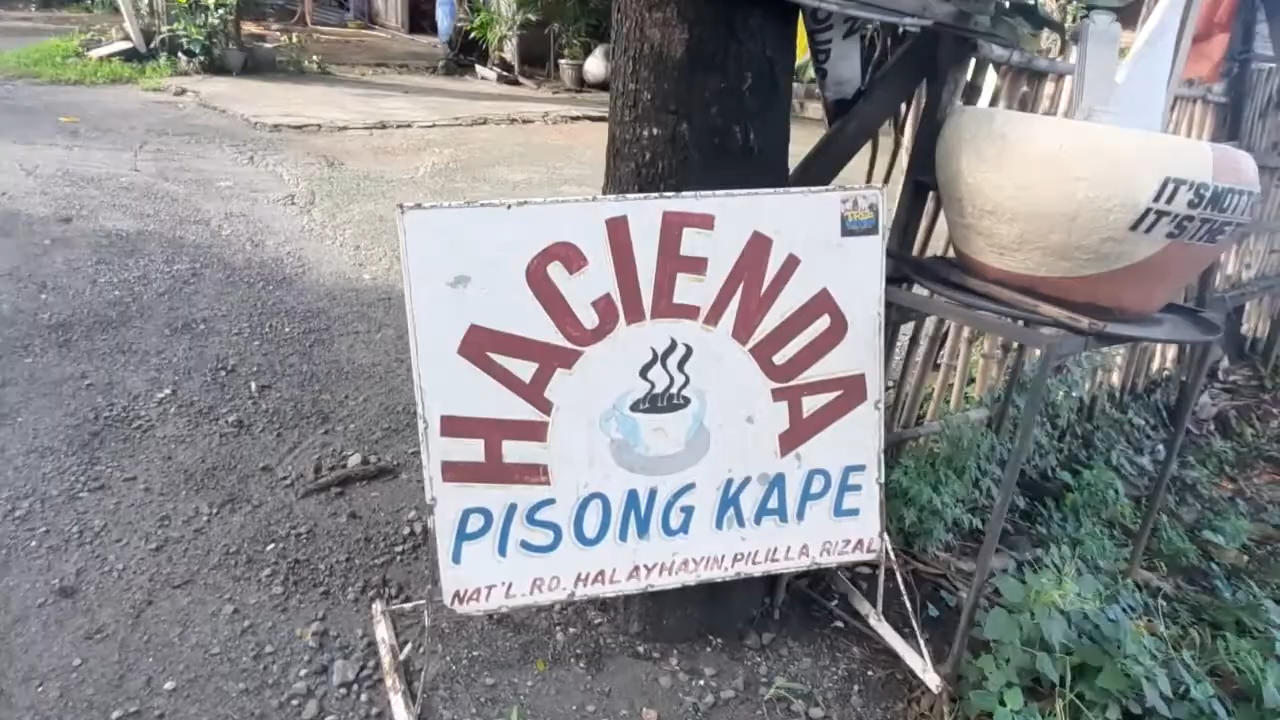 HACIENDA
PISONG KAPE
NAT'L. RD. HALAYHAYIN, PILILLA, RIZAL
IT'S NOT
IT'S THE